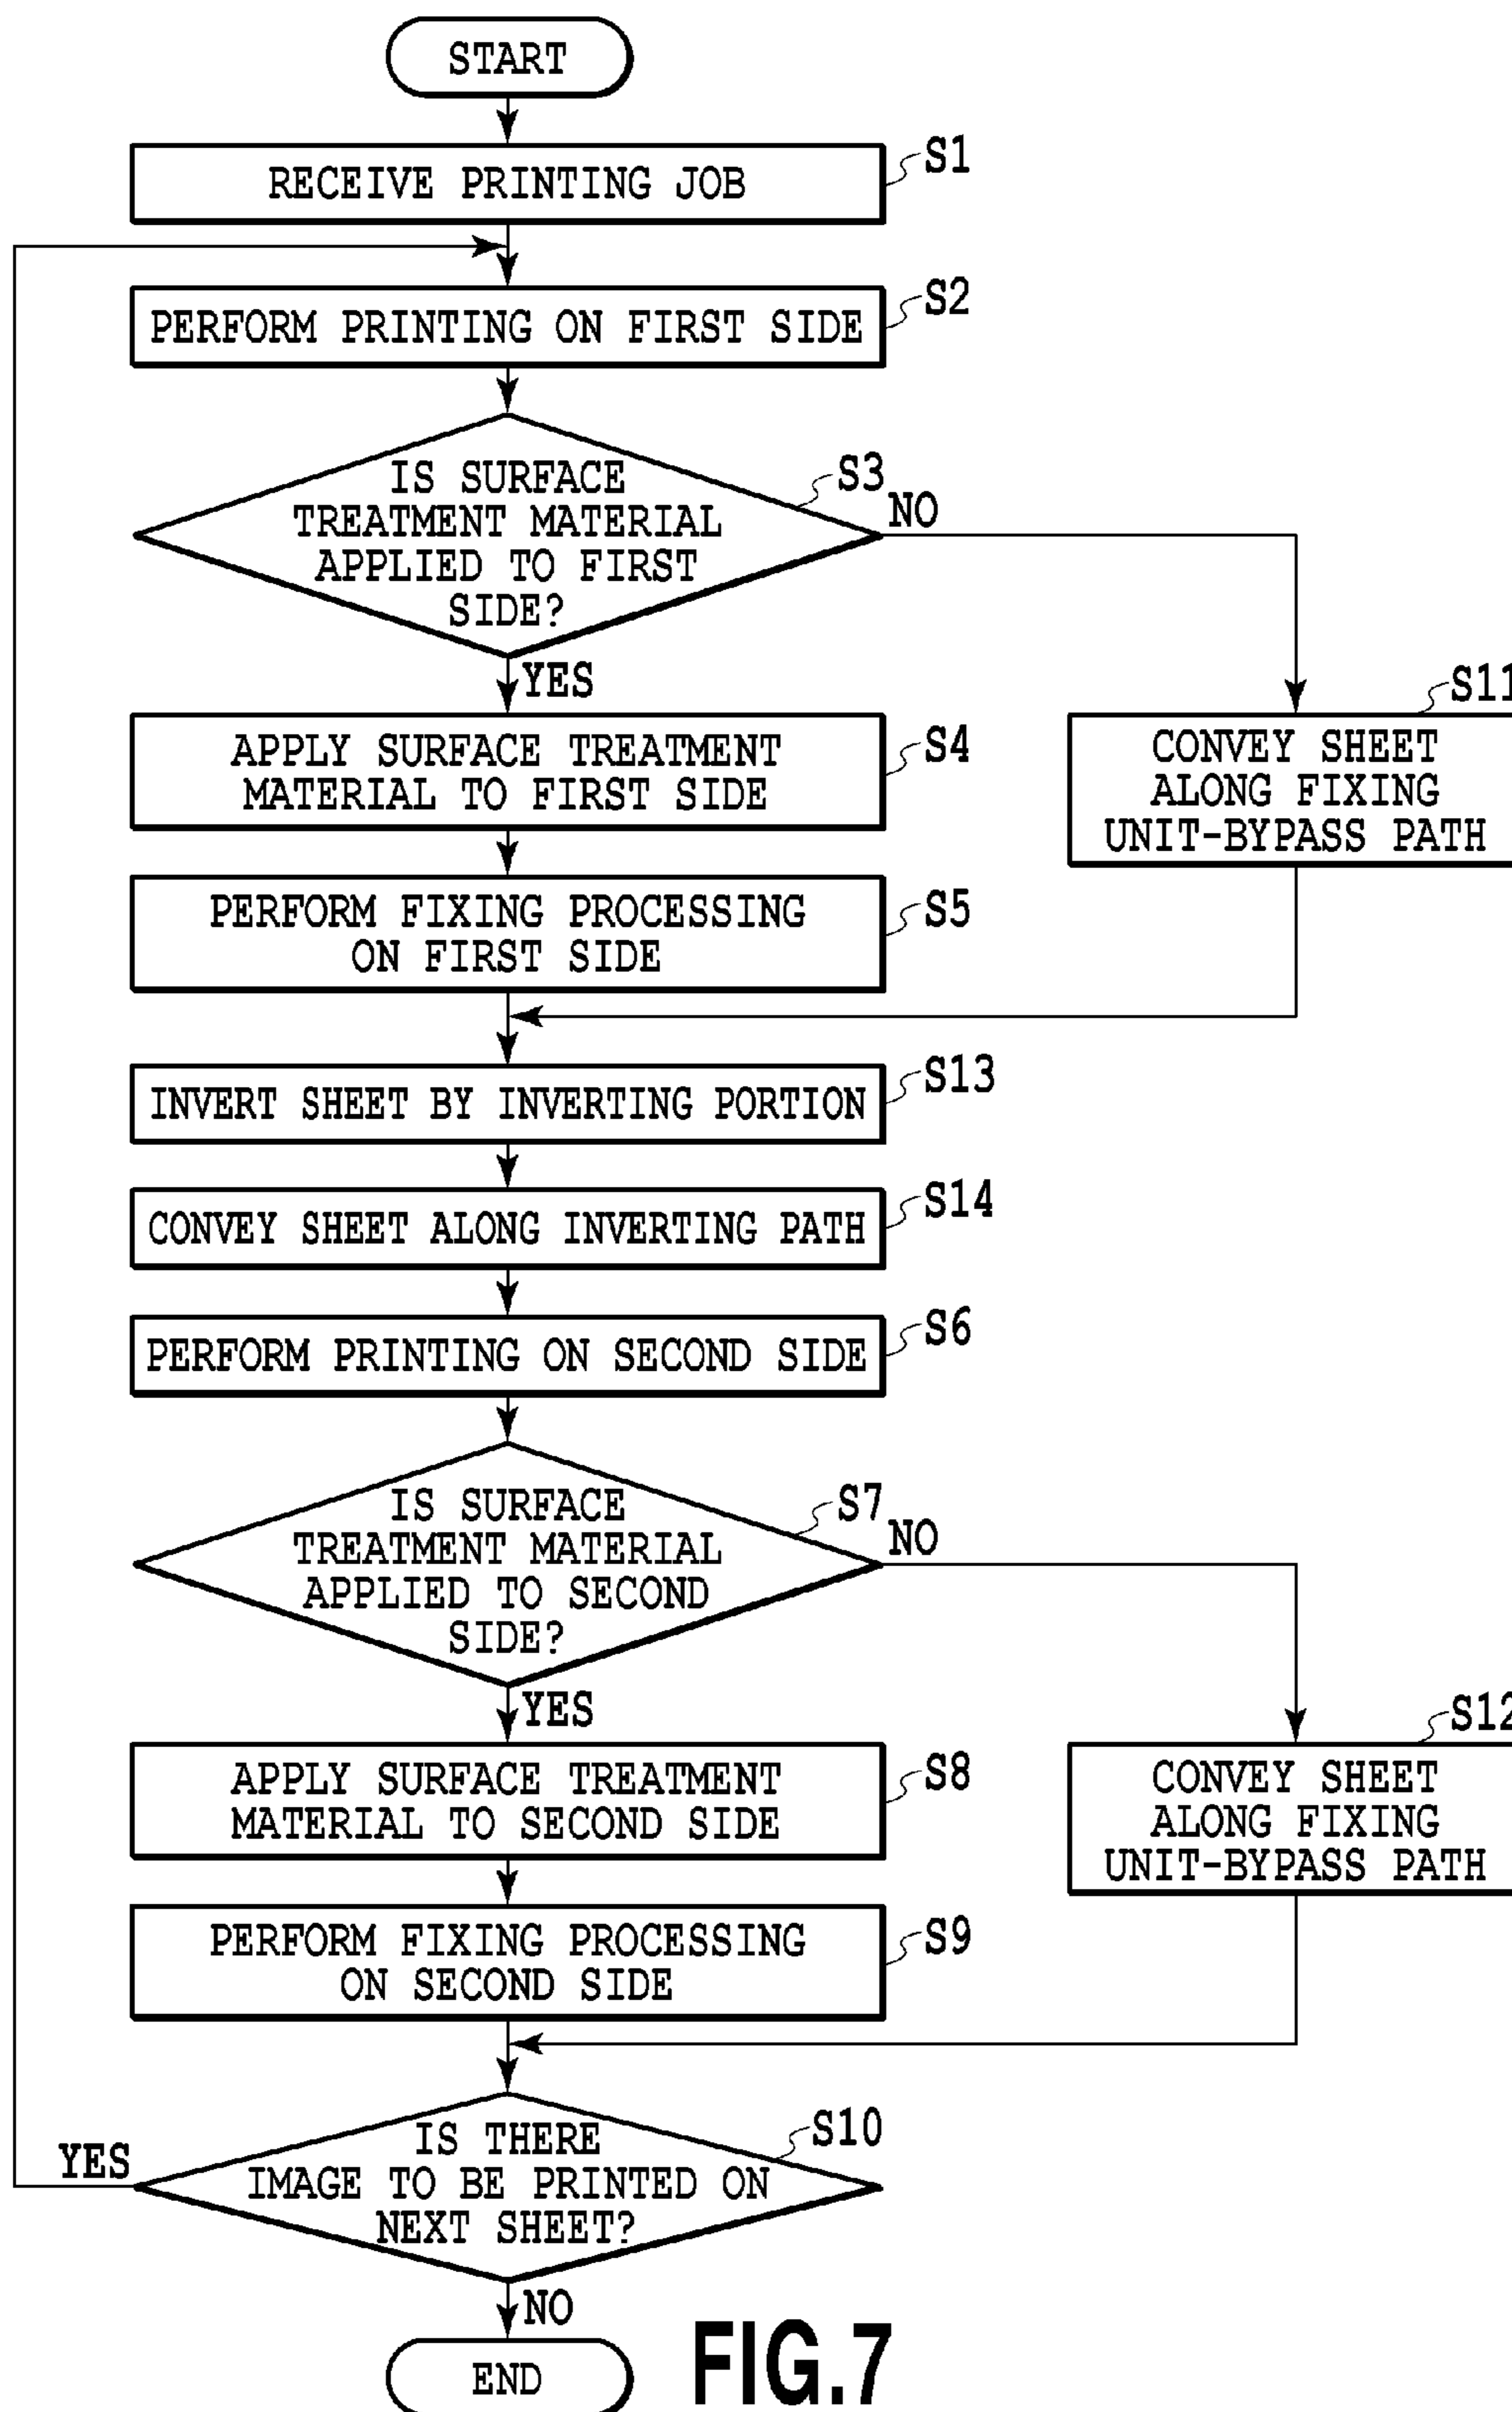 START
RECEIVE PRINTING JOB
S1
PERFORM PRINTING ON FIRST SIDE
S2
IS SURFACE
TREATMENT MATERIAL
APPLIED TO FIRST
SIDE?
S3
NO
YES
APPLY SURFACE TREATMENT
MATERIAL TO FIRST SIDE
S4
S11
CONVEY SHEET
ALONG FIXING
UNIT-BYPASS PATH
PERFORM FIXING PROCESSING
ON FIRST SIDE
S5
INVERT SHEET BY INVERTING PORTION
S13
CONVEY SHEET ALONG INVERTING PATH
S14
PERFORM PRINTING ON SECOND SIDE
S6
IS SURFACE
TREATMENT MATERIAL
APPLIED TO SECOND
SIDE?
S7
NO
YES
APPLY SURFACE TREATMENT
MATERIAL TO SECOND SIDE
S8
S12
CONVEY SHEET
ALONG FIXING
UNIT-BYPASS PATH
PERFORM FIXING PROCESSING
ON SECOND SIDE
S9
IS THERE
IMAGE TO BE PRINTED ON
NEXT SHEET?
S10
YES
NO
END
FIG.7